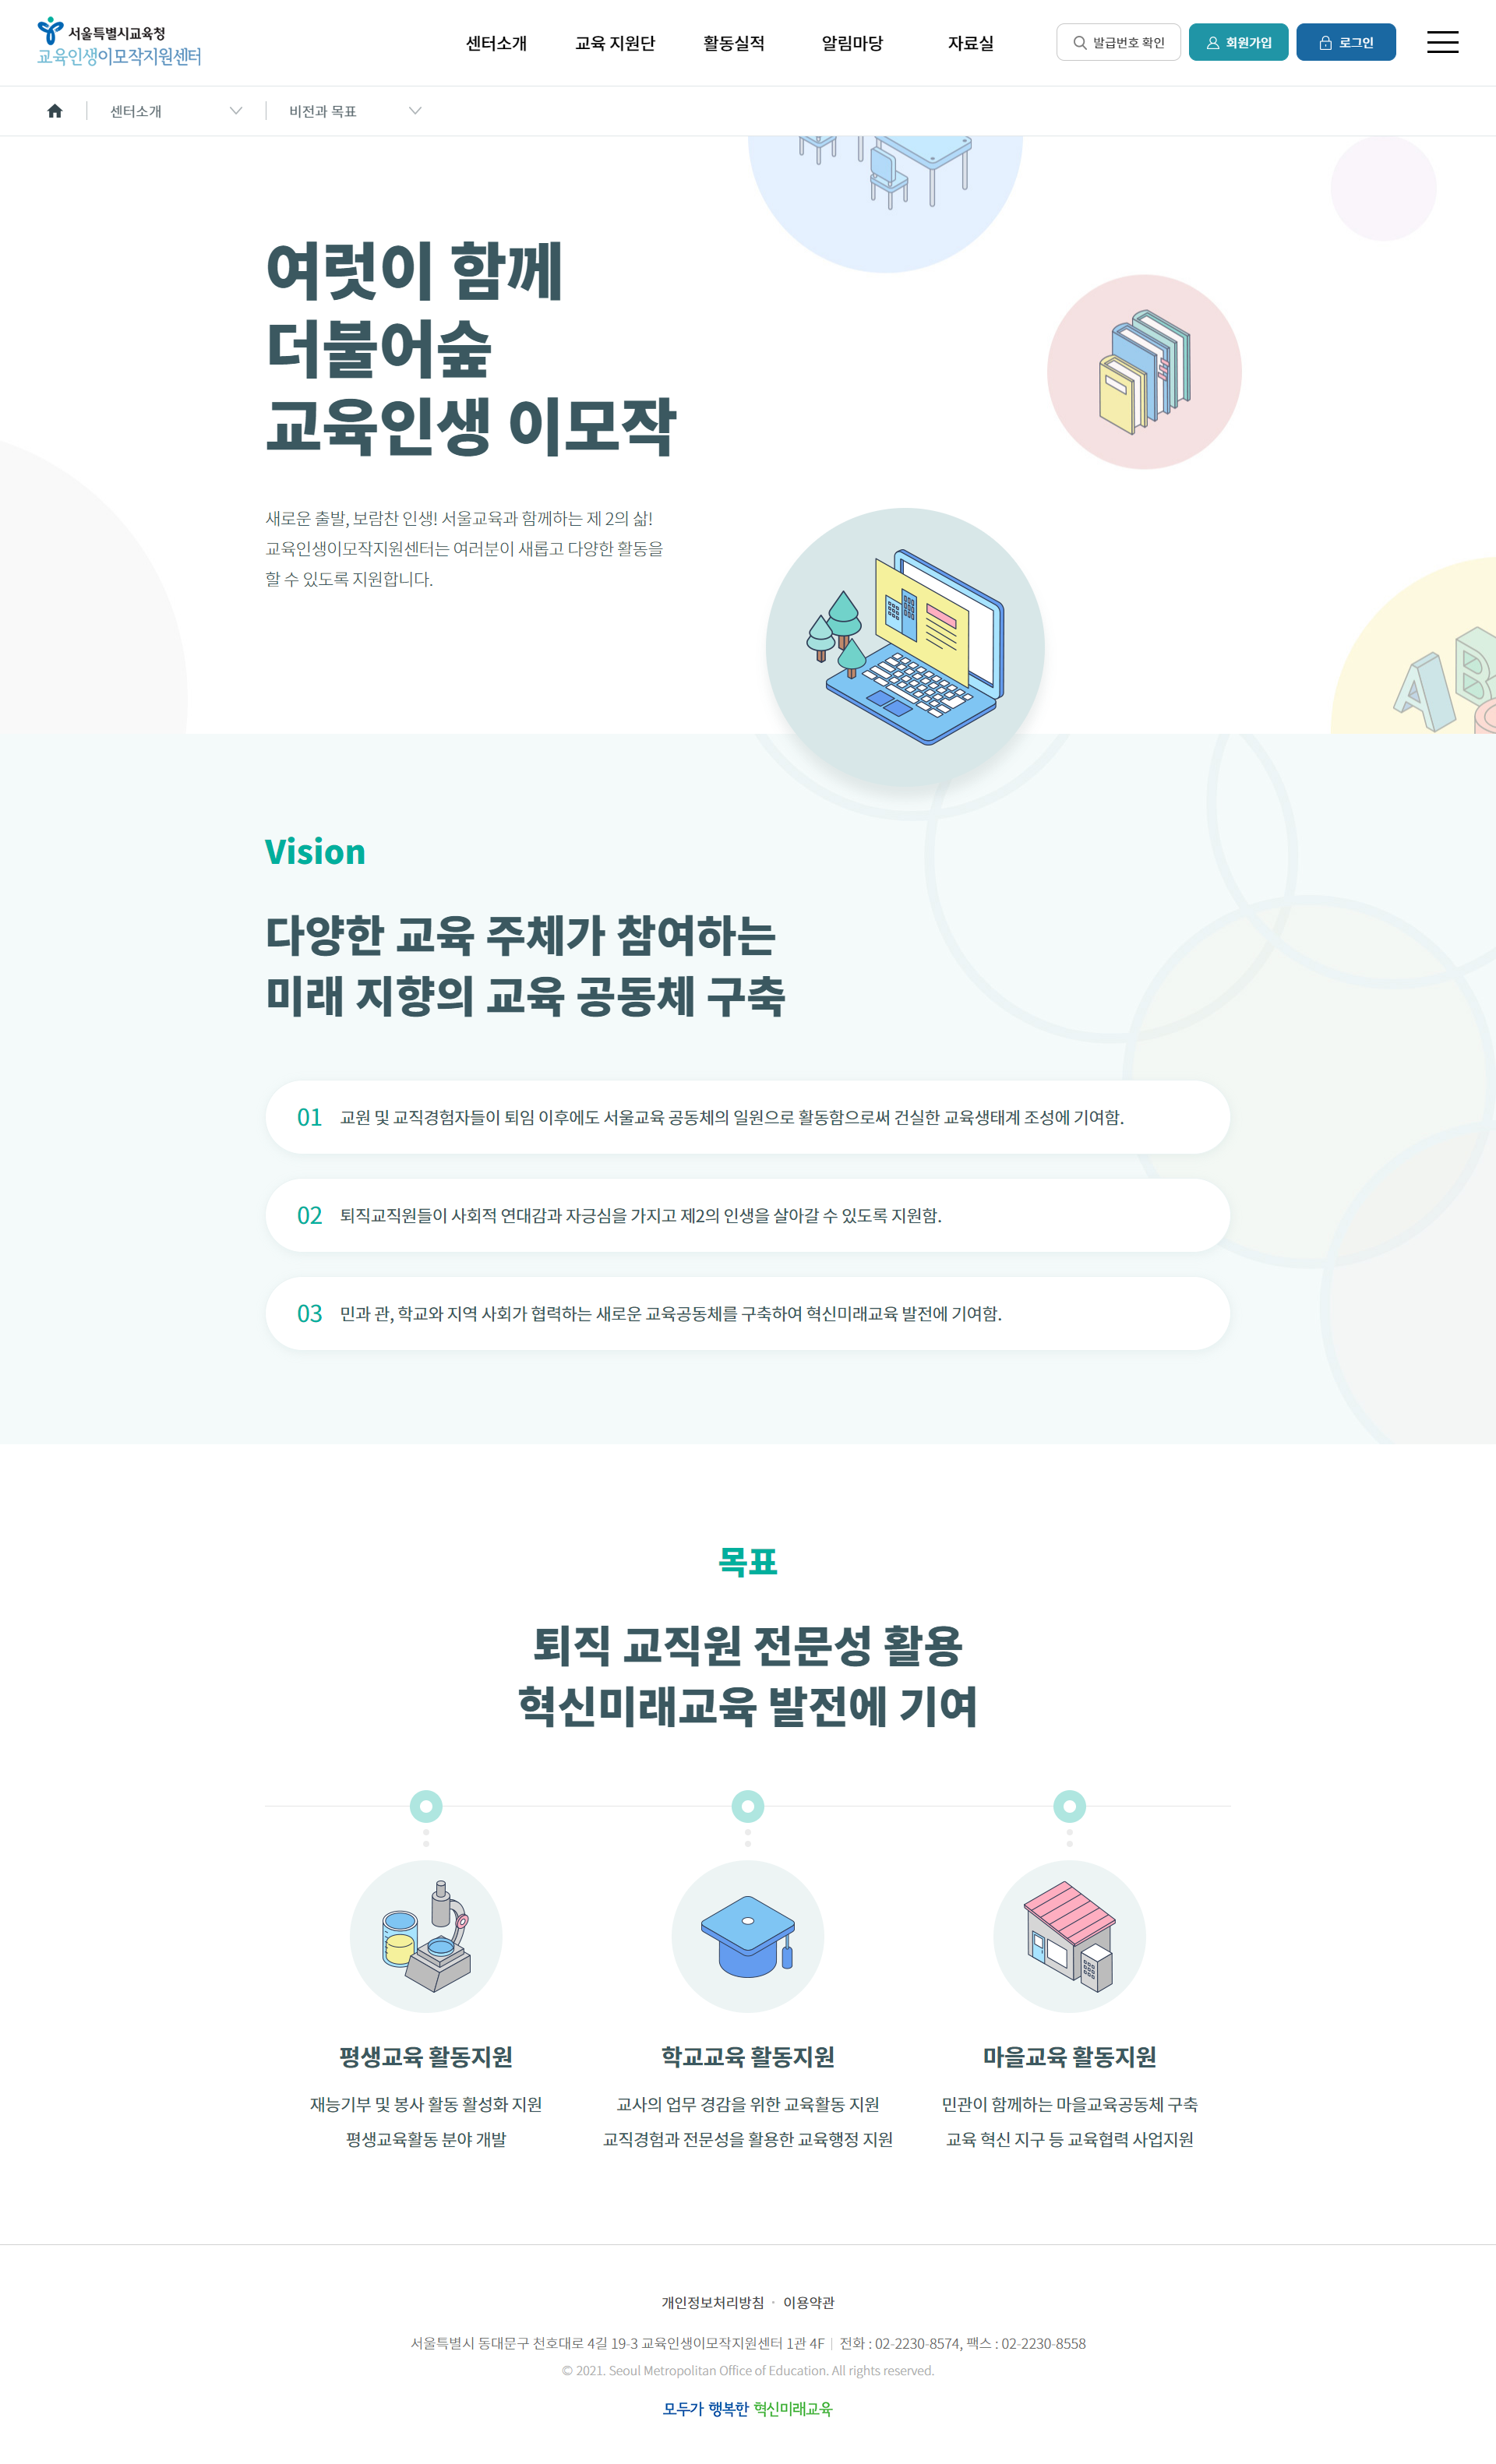 서울특별시교육청
교육인생이모작지원센터
센터소개
교육 지원단
활동실적
알림마당
자료실
발급번호 확인
회원가입
로그인
센터소개
비전과 목표
여럿이 함께
더불어숲
교육인생 이모작
새로운 출발, 보람찬 인생! 서울교육과 함께하는 제 2의 삶!
교육인생이모작지원센터는 여러분이 새롭고 다양한 활동을
할 수 있도록 지원합니다.
A B
Vision
다양한 교육 주체가 참여하는
미래 지향의 교육 공동체 구축
01 교원 및 교직경험자들이 퇴임 이후에도 서울교육 공동체의 일원으로 활동함으로써 건실한 교육생태계 조성에 기여함.
02 퇴직교직원들이 사회적 연대감과 자긍심을 가지고 제2의 인생을 살아갈 수 있도록 지원함.
03 민과 관, 학교와 지역 사회가 협력하는 새로운 교육공동체를 구축하여 혁신미래교육 발전에 기여함.
목표
퇴직 교직원 전문성 활용
혁신미래교육 발전에 기여
평생교육 활동지원
재능기부 및 봉사 활동 활성화 지원
평생교육활동 분야 개발
학교교육 활동지원
교사의 업무 경감을 위한 교육활동 지원
교직경험과 전문성을 활용한 교육행정 지원
마을교육 활동지원
민관이 함께하는 마을교육공동체 구축
교육 혁신 지구 등 교육협력 사업지원
개인정보처리방침 · 이용약관
서울특별시 동대문구 천호대로 4길 19-3 교육인생이모작지원센터 1관 4F | 전화 : 02-2230-8574, 팩스 : 02-2230-8558
© 2021. Seoul Metropolitan Office of Education. All rights reserved.
모두가 행복한 혁신미래교육